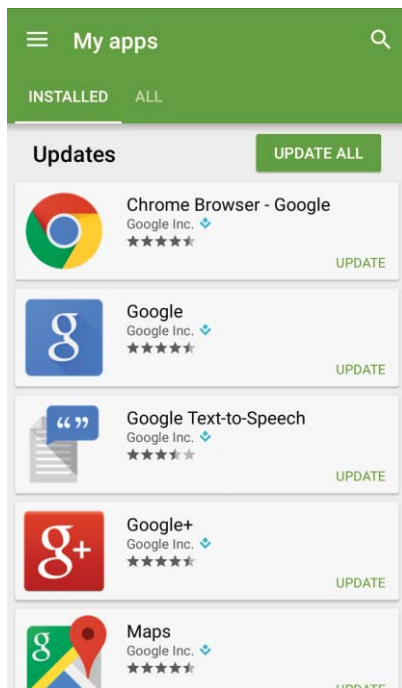 My apps
INSTALLED ALL
Updates UPDATE ALL
Chrome Browser - Google
Google Inc.
UPDATE
g
Google
Google Inc.
UPDATE
“ ”
Google Text-to-Speech
Google Inc.
UPDATE
g+
Google+
Google Inc.
UPDATE
g
Maps
Google Inc.
UPDATE